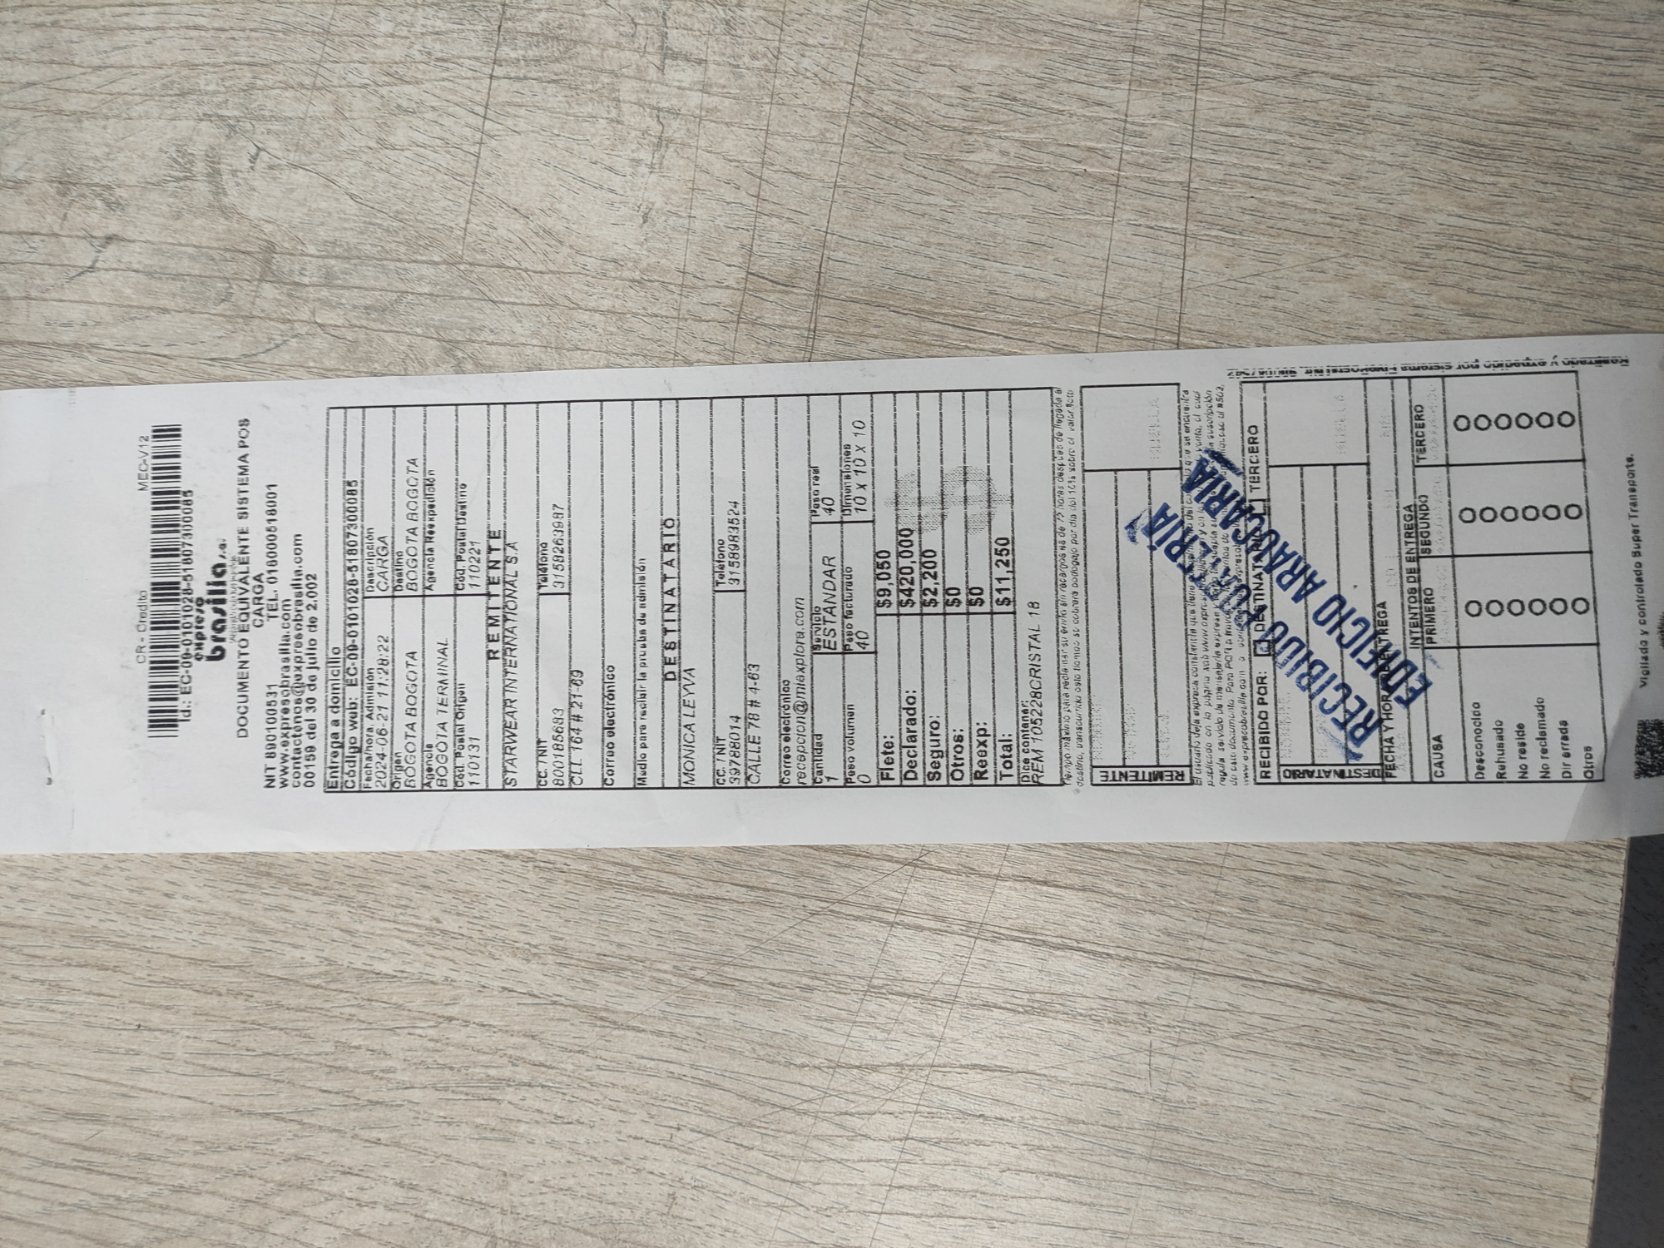 CR - Credito MEC-V12
Id.: EC-09-0101028-5180730085
expreso
brasilia s.a.
DOCUMENTO EQUIVALENTE SISTEMA POS
CARGA
NIT 890100531 TEL. 018000518001
www.expresobrasilia.com
contactenos@expresobrasilia.com
00159 del 30 de julio de 2,002
Entrega a domicilio
Código web: EC-09-0101028-5180730085
Fecha/hora Admisión Descripción
2024-06-21 11:28:22 CARGA
Origen Destino
BOGOTA BOGOTA BOGOTA BOGOTA
Agencia Agencia Reexpedición
BOGOTA TERAINAL
Cód. Postal Origen Cód. Postal Destino
110131 110221
REMITENTE
STARWEAR INTERNATIONAL S.A
CC. / NIT Teléfono
800185683 3158263987
CLL 164 # 21-69
Correo electrónico
Medio para recibir la prueba de admisión
DESTINATARIO
MONICA LEYVA
CC. / NIT Teléfono
39788014 3158983524
CALLE 78 # 4-63
Correo electrónico
recepcion@miaxplora.com
Cantidad Servicio Peso real
1 ESTANDAR 40
Peso volumen Peso facturado Dimensiones
0 40 10 x 10 x 10
Flete: $9,050
Declarado: $420,000
Seguro: $2,200
Otros: $0
Reexp: $0
Total: $11,250
Dice contener:
REM 105228CRISTAL 18
REMITENTE
RECIBIDO POR: DESTINATARIO TERCERO
DESTINATARIO
RECIBIDO PORTERÍA
EDIFICIO ARAUCARIA
FECHA Y HORA ENTREGA
INTENTOS DE ENTREGA
CAUSA PRIMERO SEGUNDO TERCERO
Desconocido
Rehusado
No reside
No reclamado
Dir errada
Otros
Vigilado y controlado Super Transporte.